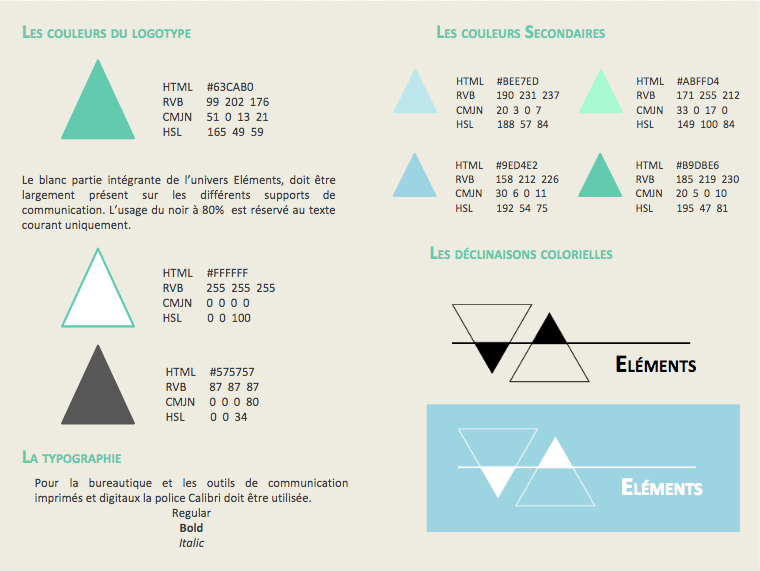 LES COULEURS DU LOGOTYPE
HTML #63CAB0
RVB 99 202 176
CMJN 51 0 13 21
HSL 165 49 59
Le blanc partie intégrante de l’univers Eléments, doit être
largement présent sur les différents supports de
communication. L’usage du noir à 80% est réservé au texte
courant uniquement.
HTML #FFFFFF
RVB 255 255 255
CMJN 0 0 0 0
HSL 0 0 100
HTML #575757
RVB 87 87 87
CMJN 0 0 0 80
HSL 0 0 34
LA TYPOGRAPHIE
Pour la bureautique et les outils de communication
imprimés et digitaux la police Calibri doit être utilisée.
Regular
Bold
Italic
LES COULEURS SECONDAIRES
HTML #BEE7ED
RVB 190 231 237
CMJN 20 3 0 7
HSL 188 57 84
HTML #ABFFD4
RVB 171 255 212
CMJN 33 0 17 0
HSL 149 100 84
HTML #9ED4E2
RVB 158 212 226
CMJN 30 6 0 11
HSL 192 54 75
HTML #B9DBE6
RVB 185 219 230
CMJN 20 5 0 10
HSL 195 47 81
LES DÉCLINAISONS COLORIELLES
ELÉMENTS
ELÉMENTS